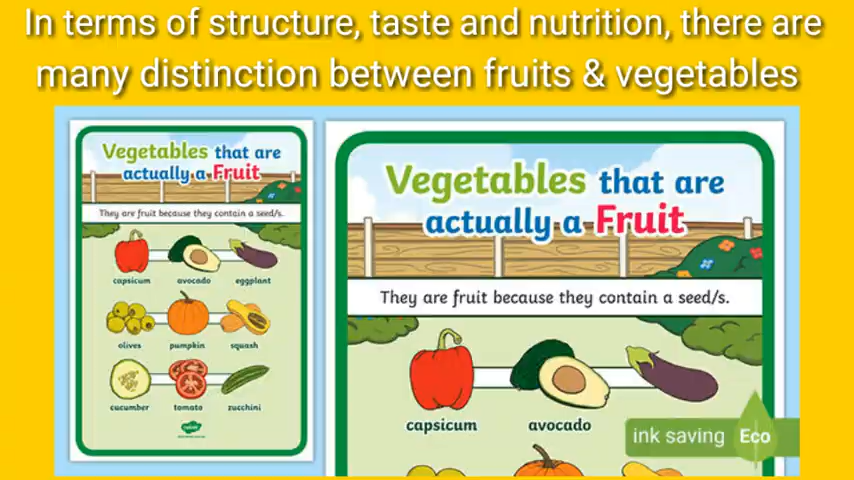 In terms of structure, taste and nutrition, there are
many distinction between fruits & vegetables
Vegetables that are
actually a Fruit
They are fruit because they contain a seed/s.
capsicum avocado eggplant
olives pumpkin squash
cucumber tomato zucchini
Vegetables that are
actually a Fruit
They are fruit because they contain a seed/s.
capsicum avocado
ink saving Eco